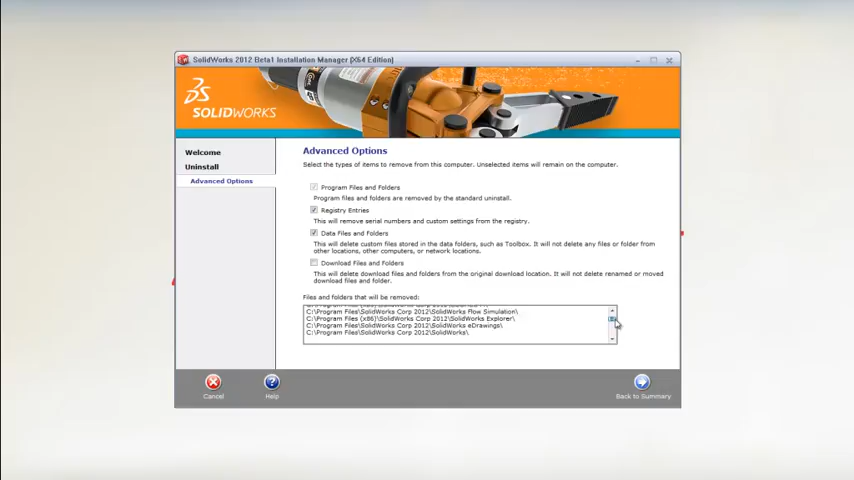 SolidWorks 2012 Beta1 Installation Manager (X64 Edition)
SOLIDWORKS
Welcome
Uninstall
Advanced Options
Advanced Options
Select the types of items to remove from this computer. Unselected items will remain on the computer.
Program Files and Folders
Program files and folders are removed by the standard uninstall.
Registry Entries
This will remove serial numbers and custom settings from the registry.
Data Files and Folders
This will delete custom files stored in the data folders, such as Toolbox. It will not delete any files or folder from
other locations, other computers, or network locations.
Download Files and Folders
This will delete download files and folders from the original download location. It will not delete renamed or moved
files and folder.
Files and folders that will be removed:
C:\Program Files\SolidWorks Corp 2012\SolidWorks Flow Simulation\
C:\Program Files (x86)\SolidWorks Corp 2012\SolidWorks Explorer\
C:\Program Files\SolidWorks Corp 2012\SolidWorks eDrawings\
C:\Program Files\SolidWorks Corp 2012\SolidWorks\
Cancel
Help
Back to Summary